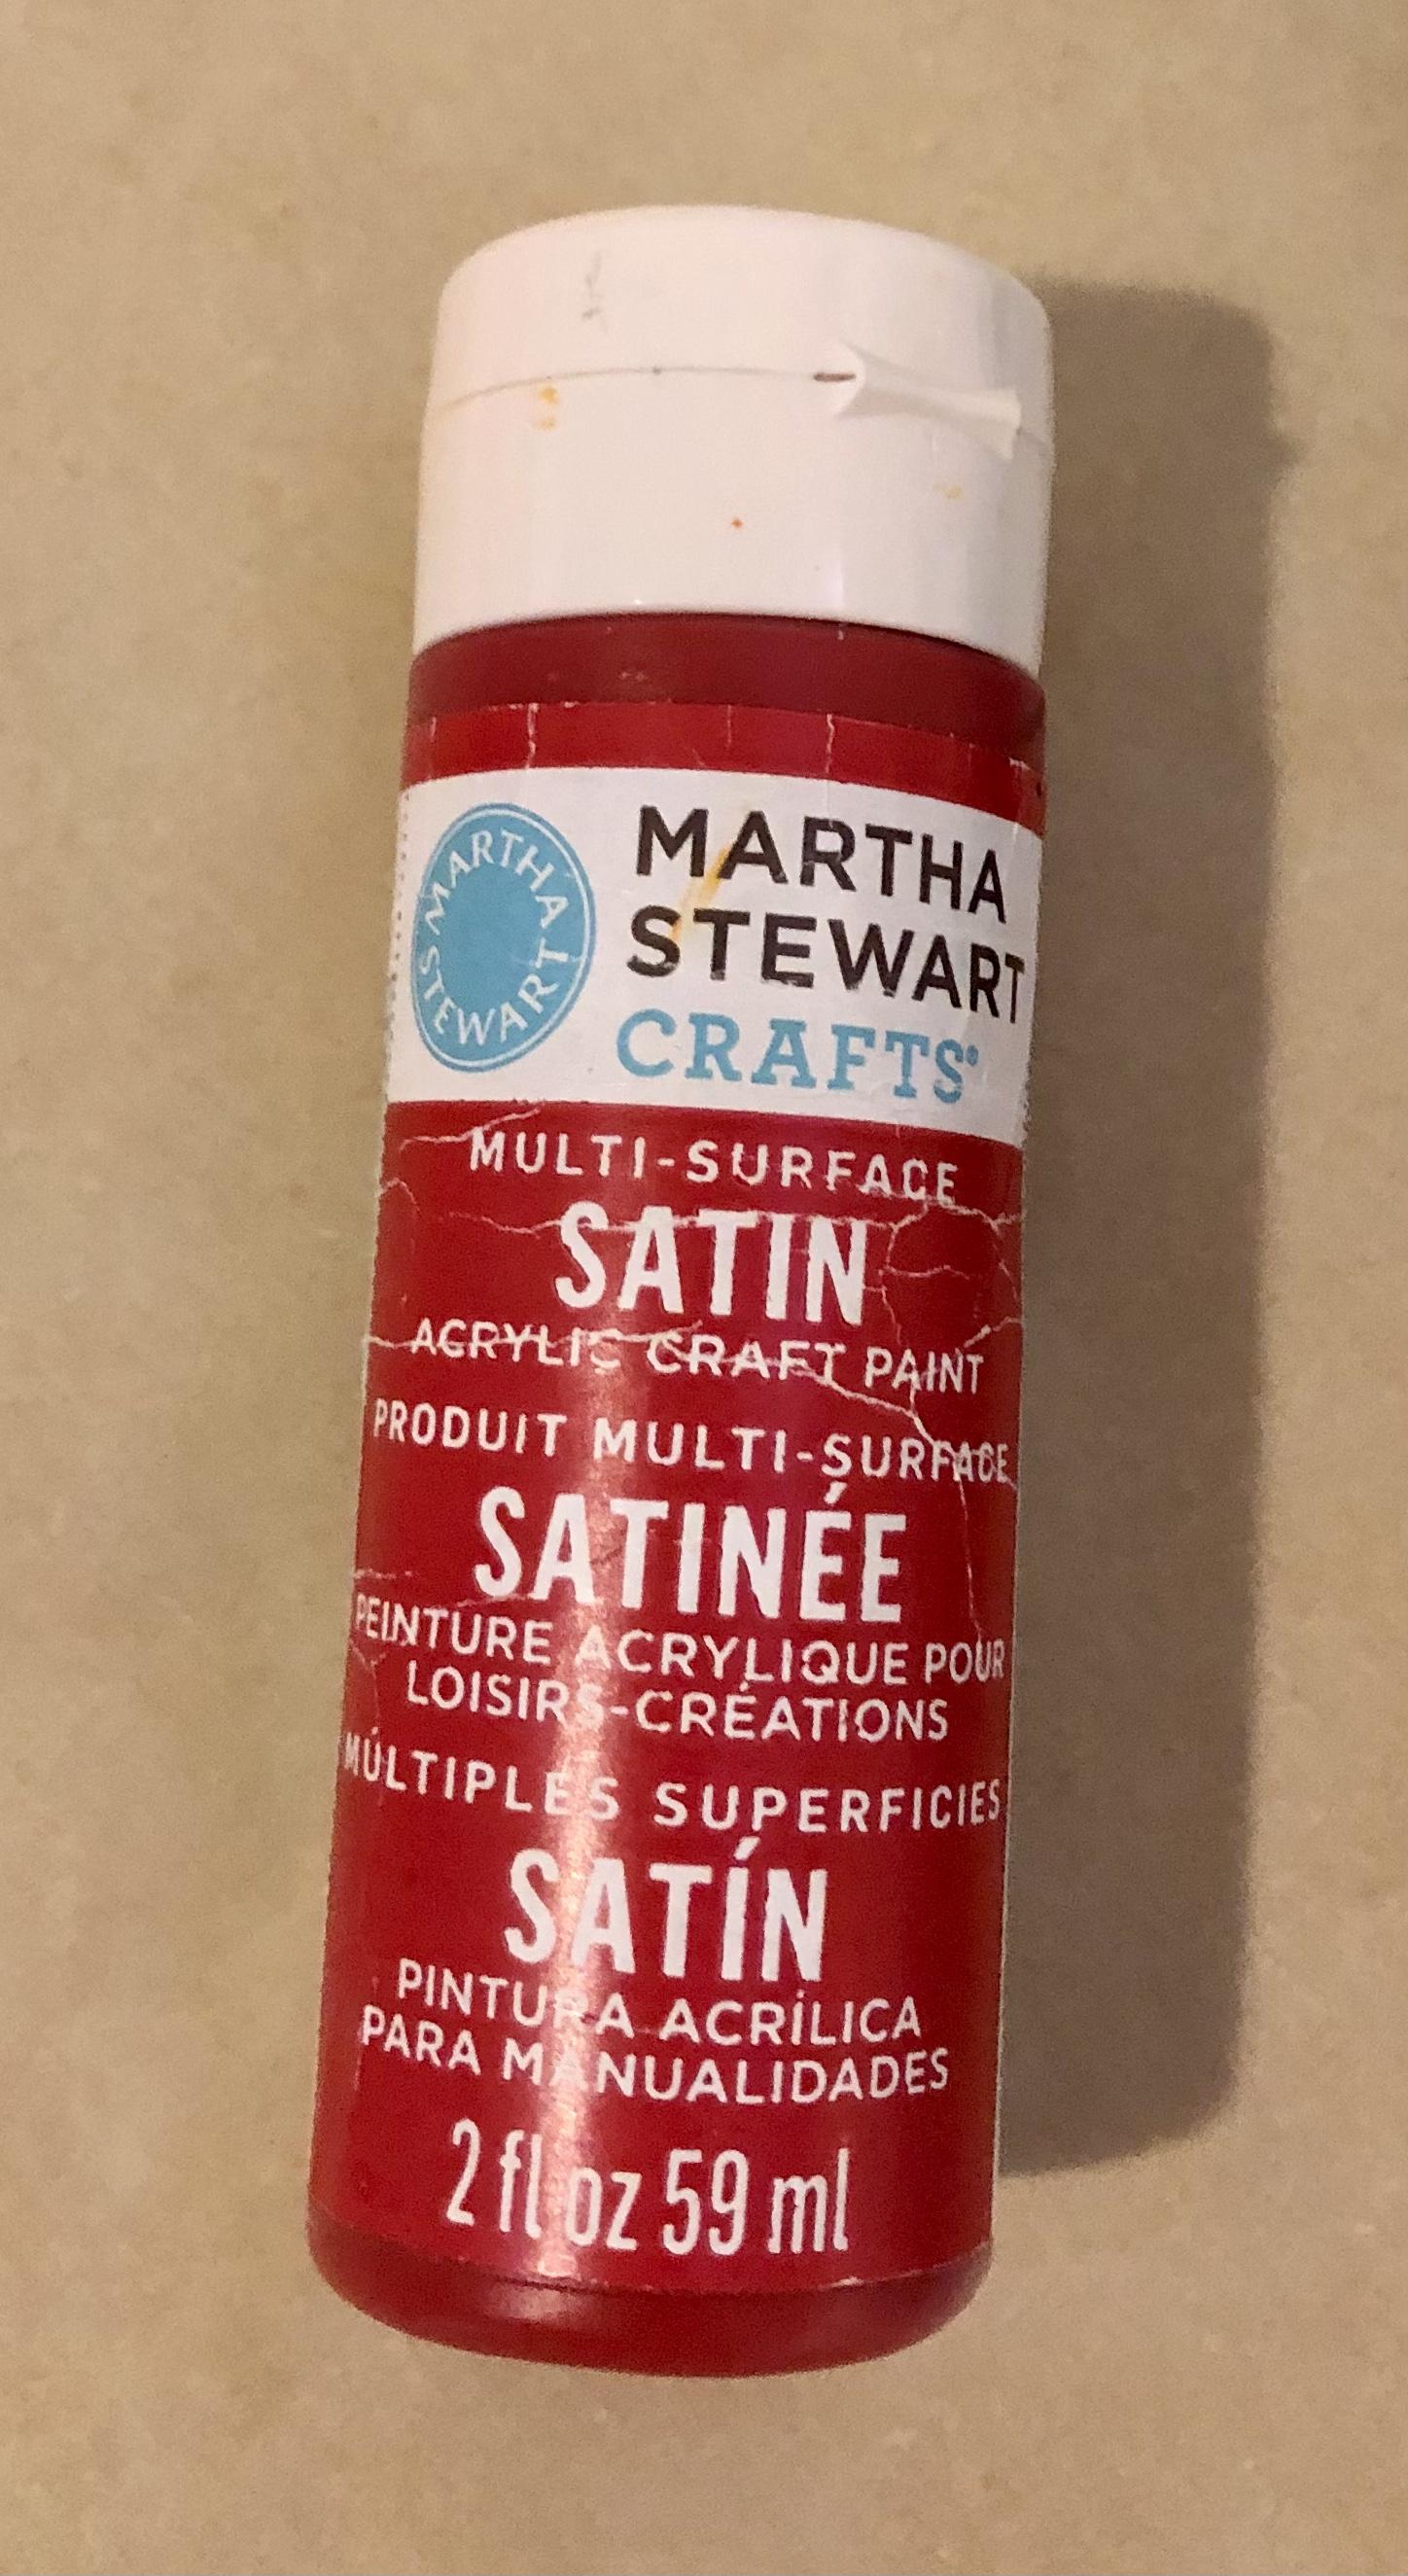 MARTHA STEWART
MARTHA
STEWART
CRAFTS®
MULTI-SURFACE
SATIN
ACRYLIC CRAFT PAINT
PRODUIT MULTI-SURFACE
SATINÉE
PEINTURE ACRYLIQUE POUR
LOISIRS-CRÉATIONS
MÚLTIPLES SUPERFICIES
SATÍN
PINTURA ACRÍLICA
PARA MANUALIDADES
2 fl oz 59 ml